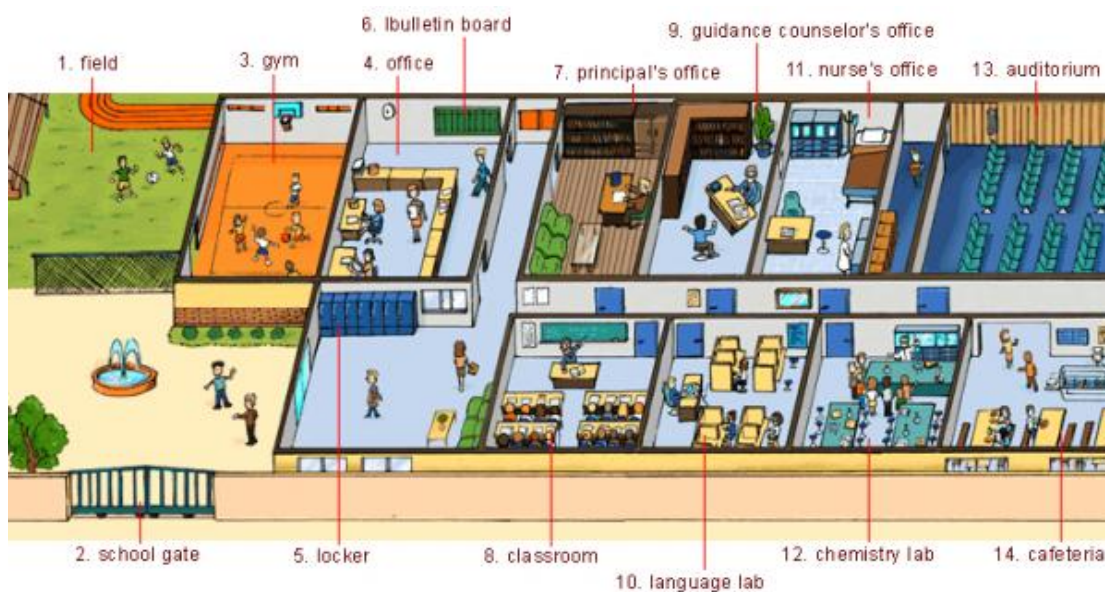 1. field
2. school gate
3. gym
4. office
5. locker
6. lbulletin board
7. principal's office
8. classroom
9. guidance counselor's office
10. language lab
11. nurse's office
12. chemistry lab
13. auditorium
14. cafeteria